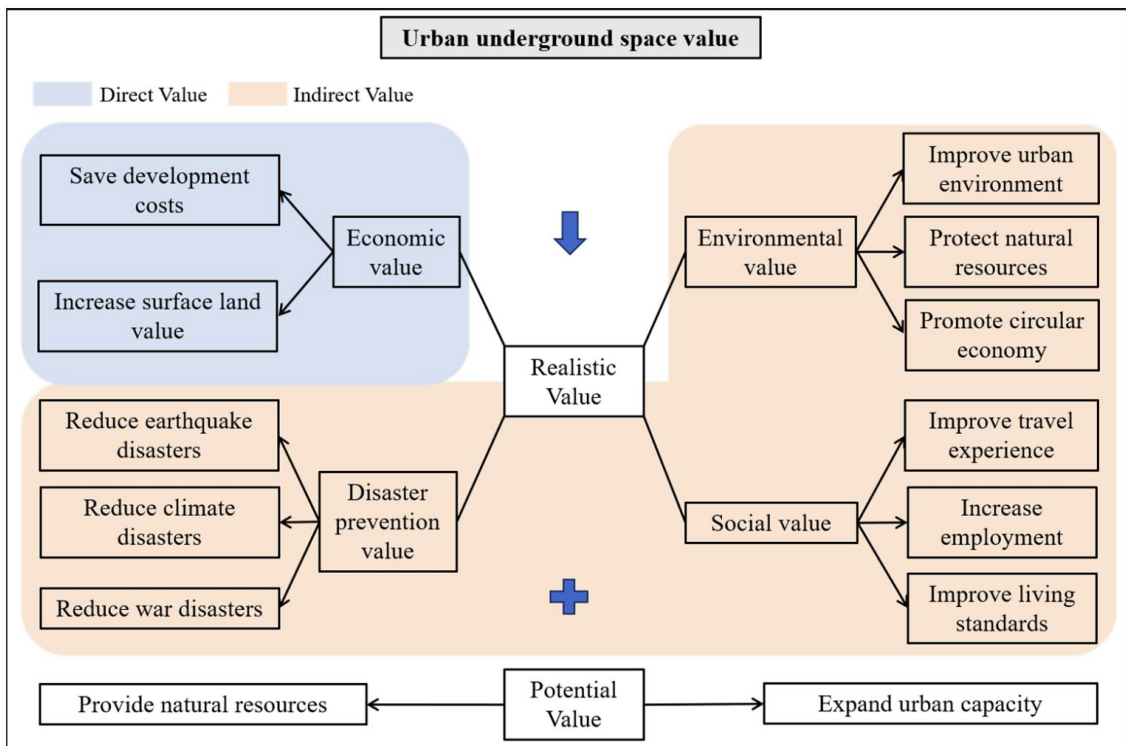 Urban underground space value
Direct Value
Indirect Value
Save development
costs
Increase surface land
value
Economic
value
Environmental
value
Improve urban
environment
Protect natural
resources
Promote circular
economy
Realistic
Value
Reduce earthquake
disasters
Reduce climate
disasters
Reduce war disasters
Disaster
prevention
value
Social value
Improve travel
experience
Increase
employment
Improve living
standards
Provide natural resources
Potential
Value
Expand urban capacity